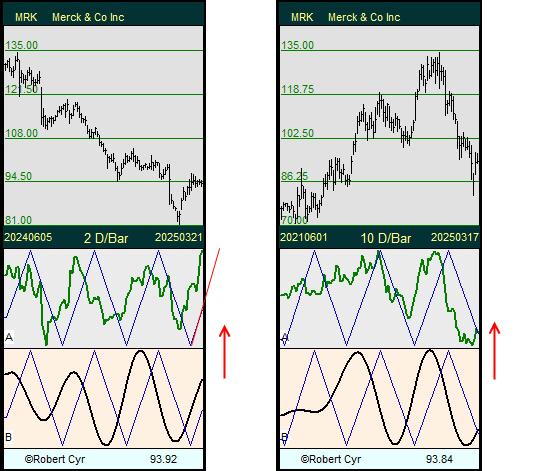 MRK Merck & Co Inc
135.00
121.50
108.00
94.50
81.00
20240605 2 D/Bar 20250321
A
B
©Robert Cyr 93.92
MRK Merck & Co Inc
135.00
118.75
102.50
86.25
70.00
20210601 10 D/Bar 20250317
A
B
©Robert Cyr 93.84